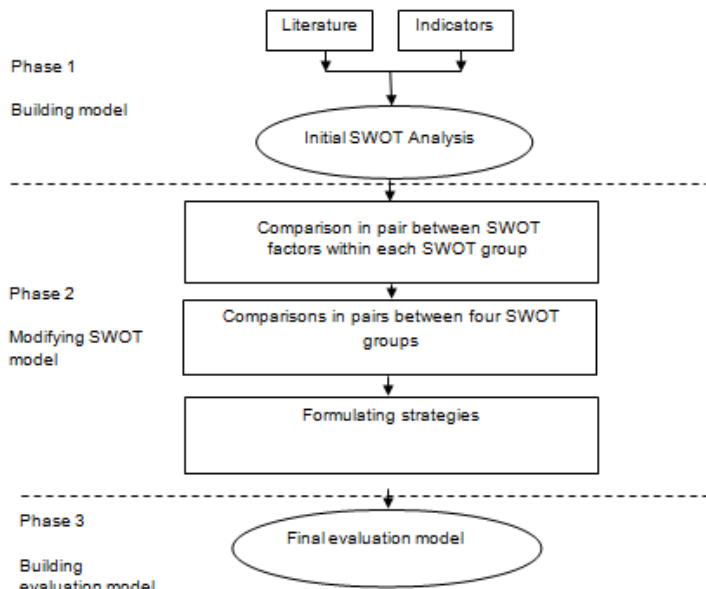 Literature
Indicators
Phase 1
Building model
Initial SWOT Analysis
Comparison in pair between SWOT
factors within each SWOT group
Phase 2
Modifying SWOT
model
Comparisons in pairs between four SWOT
groups
Formulating strategies
Phase 3
Building
evaluation model
Final evaluation model